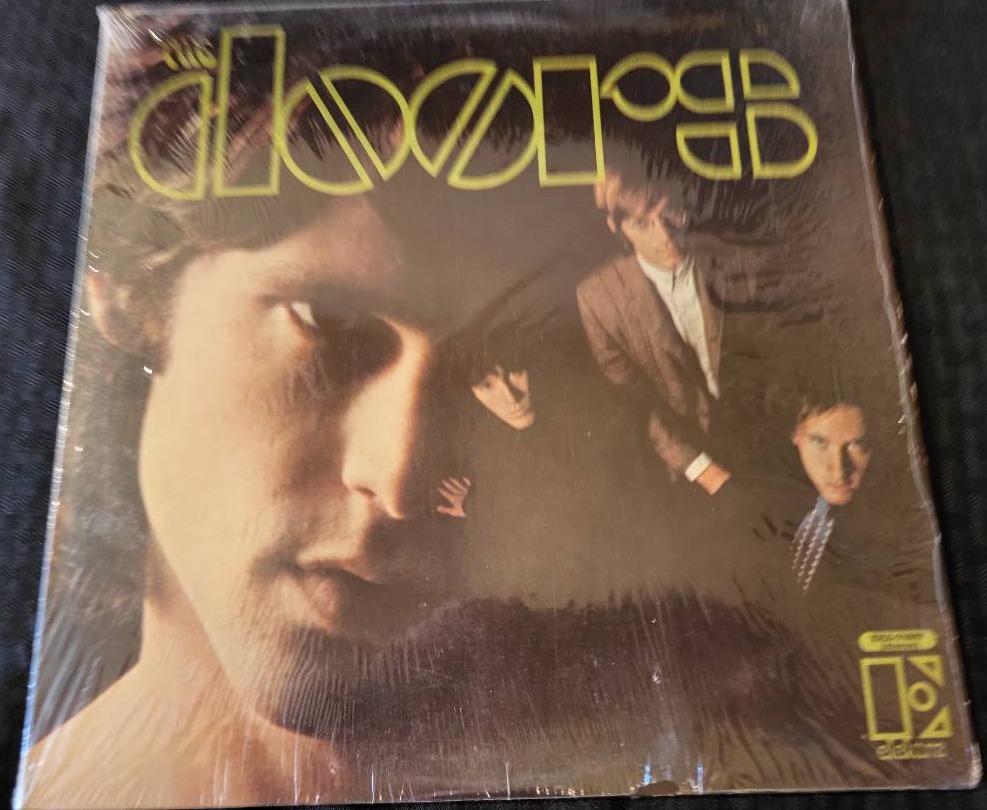 the
doors
elektra